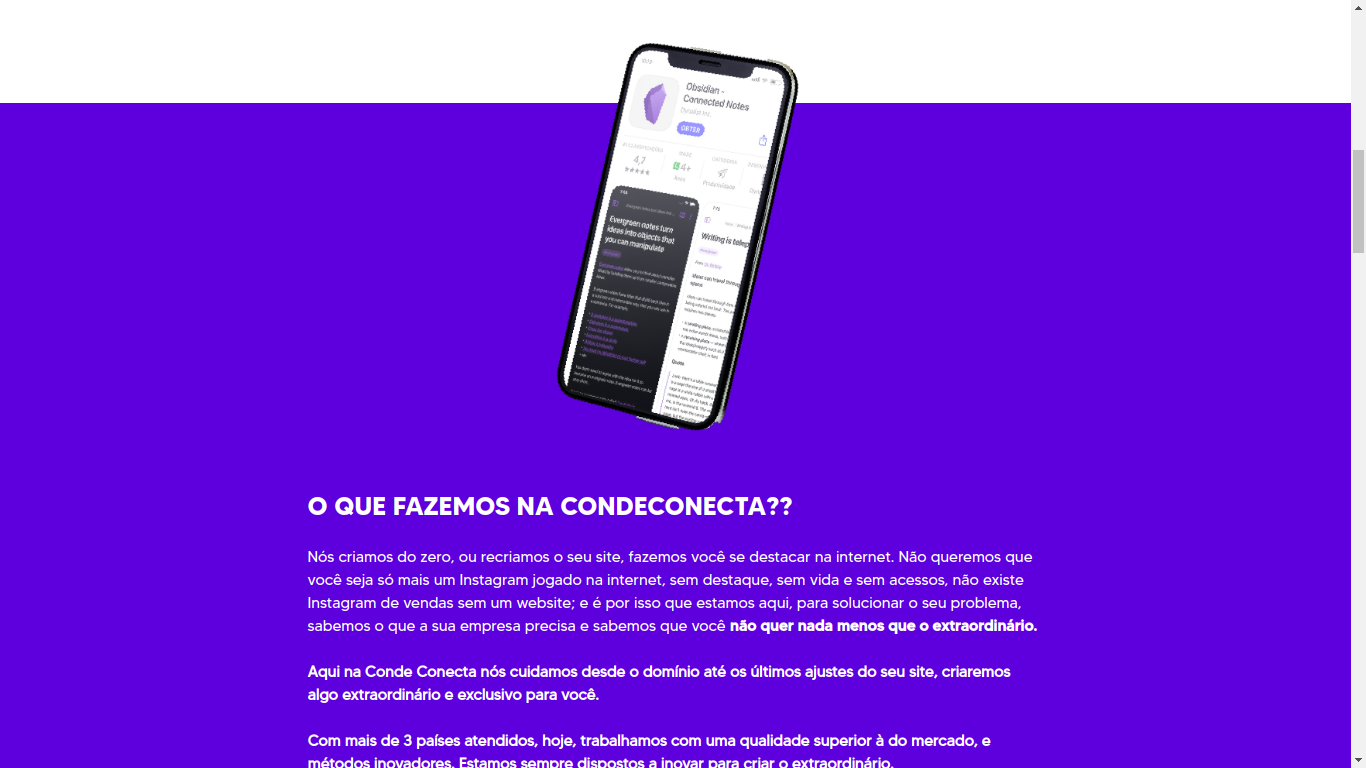 Obsidian -
Connected Notes
OBTER
4,7
4+
Evergreen notes turn
ideas into objects that
you can manipulate
Writing is telep
O QUE FAZEMOS NA CONDECONECTA??
Nós criamos do zero, ou recriamos o seu site, fazemos você se destacar na internet. Não queremos que
você seja só mais um Instagram jogado na internet, sem destaque, sem vida e sem acessos, não existe
Instagram de vendas sem um website; e é por isso que estamos aqui, para solucionar o seu problema,
sabemos o que a sua empresa precisa e sabemos que você não quer nada menos que o extraordinário.
Aqui na Conde Conecta nós cuidamos desde o domínio até os últimos ajustes do seu site, criaremos
algo extraordinário e exclusivo para você.
Com mais de 3 países atendidos, hoje, trabalhamos com uma qualidade superior à do mercado, e
métodos inovadores. Estamos sempre dispostos a inovar para criar o extraordinário.